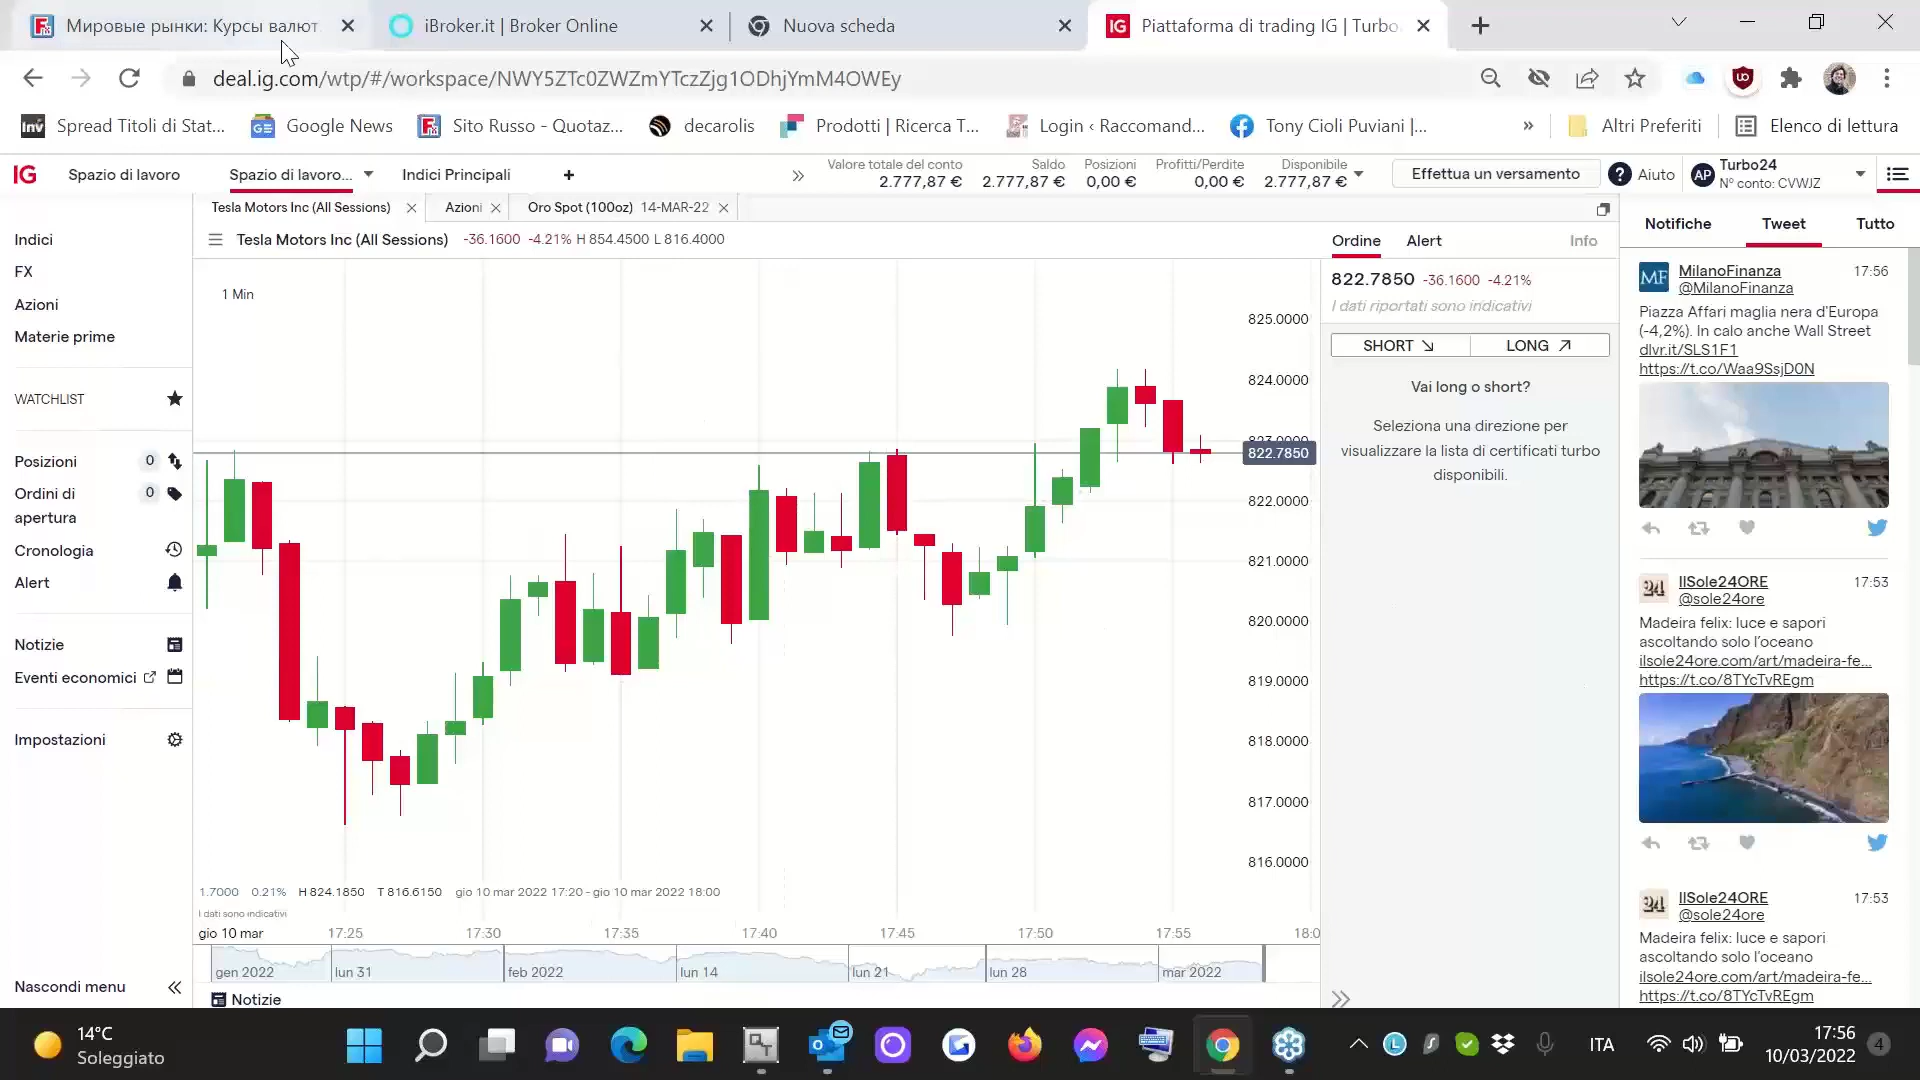 Мировые рынки: Курсы валют
iBroker.it | Broker Online
Nuova scheda
Piattaforma di trading IG | Turbo
deal.ig.com/wtp/#/workspace/NWY5ZTc0ZWZmYTczZjg1ODhjYmM4OWEy
Inv Spread Titoli di Stat...
Google News
Sito Russo - Quotaz...
decarolis
Prodotti | Ricerca T...
Login ‹ Raccomand...
Tony Cioli Puviani |...
»
Altri Preferiti
Elenco di lettura
IG
Spazio di lavoro
Spazio di lavoro...
Indici Principali
+
Valore totale del conto
2.777,87 €
Saldo
2.777,87 €
Posizioni
0,00 €
Profitti/Perdite
0,00 €
Disponibile
2.777,87 €
Effettua un versamento
? Aiuto
AP
Turbo24
N° conto: CVWJZ
Tesla Motors Inc (All Sessions)
Azioni
Oro Spot (100oz) 14-MAR-22
Tesla Motors Inc (All Sessions) -36.1600 -4.21% H 854.4500 L 816.4000
1 Min
Indici
FX
Azioni
Materie prime
WATCHLIST
Posizioni 0
Ordini di 0
apertura
Cronologia
Alert
Notizie
Eventi economici
Impostazioni
Nascondi menu
825.0000
824.0000
823.0000
822.7850
822.0000
821.0000
820.0000
819.0000
818.0000
817.0000
816.0000
1.7000 0.21% H 824.1850 T 816.6150 gio 10 mar 2022 17:20 - gio 10 mar 2022 18:00
I dati sono indicativi
gio 10 mar 17:25 17:30 17:35 17:40 17:45 17:50 17:55 18:0
gen 2022 lun 31 feb 2022 lun 14 lun 21 lun 28 mar 2022
Notizie
Ordine Alert Info
822.7850 -36.1600 -4.21%
I dati riportati sono indicativi
SHORT LONG
Vai long o short?
Seleziona una direzione per
visualizzare la lista di certificati turbo
disponibili.
Notifiche Tweet Tutto
MF
MilanoFinanza 17:56
@MilanoFinanza
Piazza Affari maglia nera d'Europa
(-4,2%). In calo anche Wall Street
dlvr.it/SLS1F1
https://t.co/Waa9SsjD0N
24
IlSole24ORE 17:53
@sole24ore
Madeira felix: luce e sapori
ascoltando solo l'oceano
ilsole24ore.com/art/madeira-fe...
https://t.co/8TYcTvREgm
24
IlSole24ORE 17:53
@sole24ore
Madeira felix: luce e sapori
ascoltando solo l'oceano
ilsole24ore.com/art/madeira-fe...
https://t.co/8TYcTvREgm
14°C
Soleggiato
ITA
17:56
10/03/2022
4